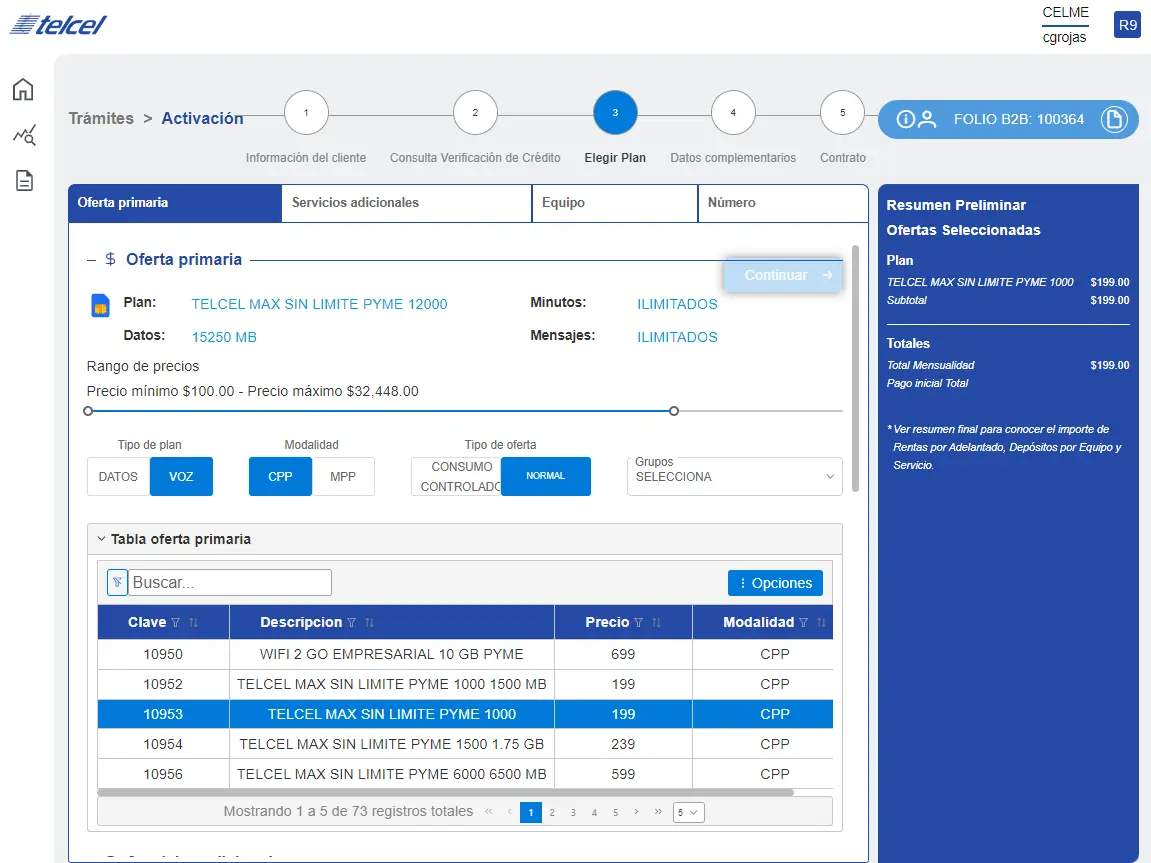 telcel
CELME
cgrojas
R9
Trámites > Activación
1
2
3
4
5
Información del cliente
Consulta Verificación de Crédito
Elegir Plan
Datos complementarios
Contrato
FOLIO B2B: 100364
Oferta primaria
Servicios adicionales
Equipo
Número
$ Oferta primaria
Continuar →
Plan: TELCEL MAX SIN LIMITE PYME 12000
Minutos: ILIMITADOS
Datos: 15250 MB
Mensajes: ILIMITADOS
Rango de precios
Precio mínimo $100.00 - Precio máximo $32,448.00
Tipo de plan
DATOS VOZ
Modalidad
CPP MPP
Tipo de oferta
CONSUMO
CONTROLADO
NORMAL
Grupos
SELECCIONA
Tabla oferta primaria
Buscar...
Opciones
Clave Descripcion Precio Modalidad
10950 WIFI 2 GO EMPRESARIAL 10 GB PYME 699 CPP
10952 TELCEL MAX SIN LIMITE PYME 1000 1500 MB 199 CPP
10953 TELCEL MAX SIN LIMITE PYME 1000 199 CPP
10954 TELCEL MAX SIN LIMITE PYME 1500 1.75 GB 239 CPP
10956 TELCEL MAX SIN LIMITE PYME 6000 6500 MB 599 CPP
Mostrando 1 a 5 de 73 registros totales « ‹ 1 2 3 4 5 › » 5
Resumen Preliminar
Ofertas Seleccionadas
Plan
TELCEL MAX SIN LIMITE PYME 1000 $199.00
Subtotal $199.00
Totales
Total Mensualidad $199.00
Pago inicial Total
* Ver resumen final para conocer el importe de
Rentas por Adelantado, Depósitos por Equipo y
Servicio.